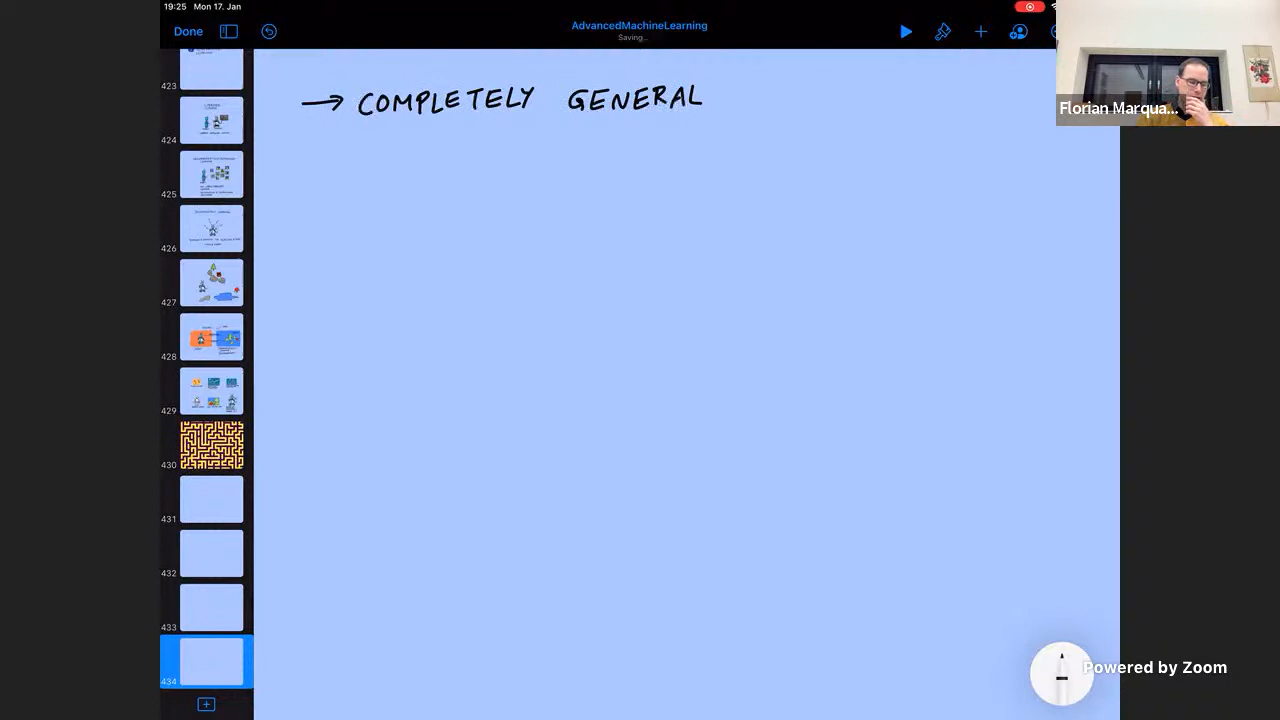 19:25 Mon 17. Jan
Done
AdvancedMachineLearning
Saving...
→ COMPLETELY GENERAL
Florian Marqua...
423
424
425
426
427
428
429
430
431
432
433
434
Powered by Zoom